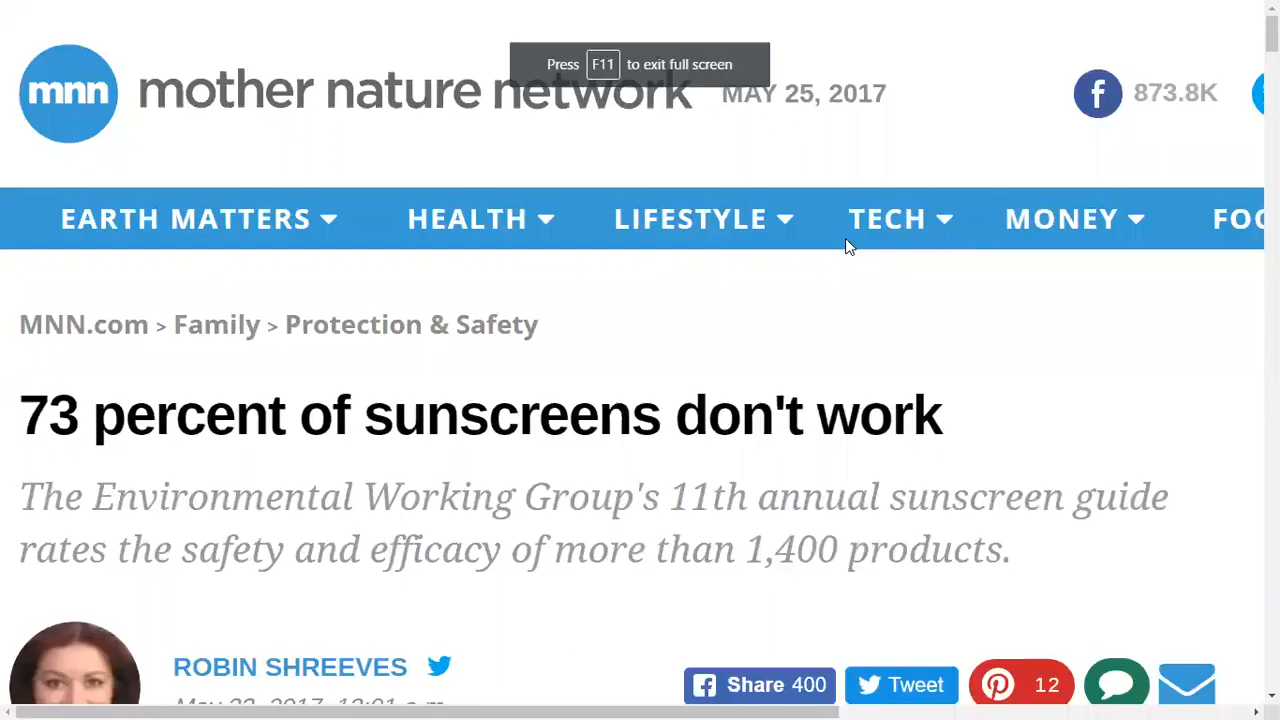 Press F11 to exit full screen
mnn mother nature network MAY 25, 2017 f 873.8K
EARTH MATTERS HEALTH LIFESTYLE TECH MONEY FOO
MNN.com > Family > Protection & Safety
73 percent of sunscreens don't work
The Environmental Working Group's 11th annual sunscreen guide
rates the safety and efficacy of more than 1,400 products.
ROBIN SHREEVES Share 400 Tweet 12